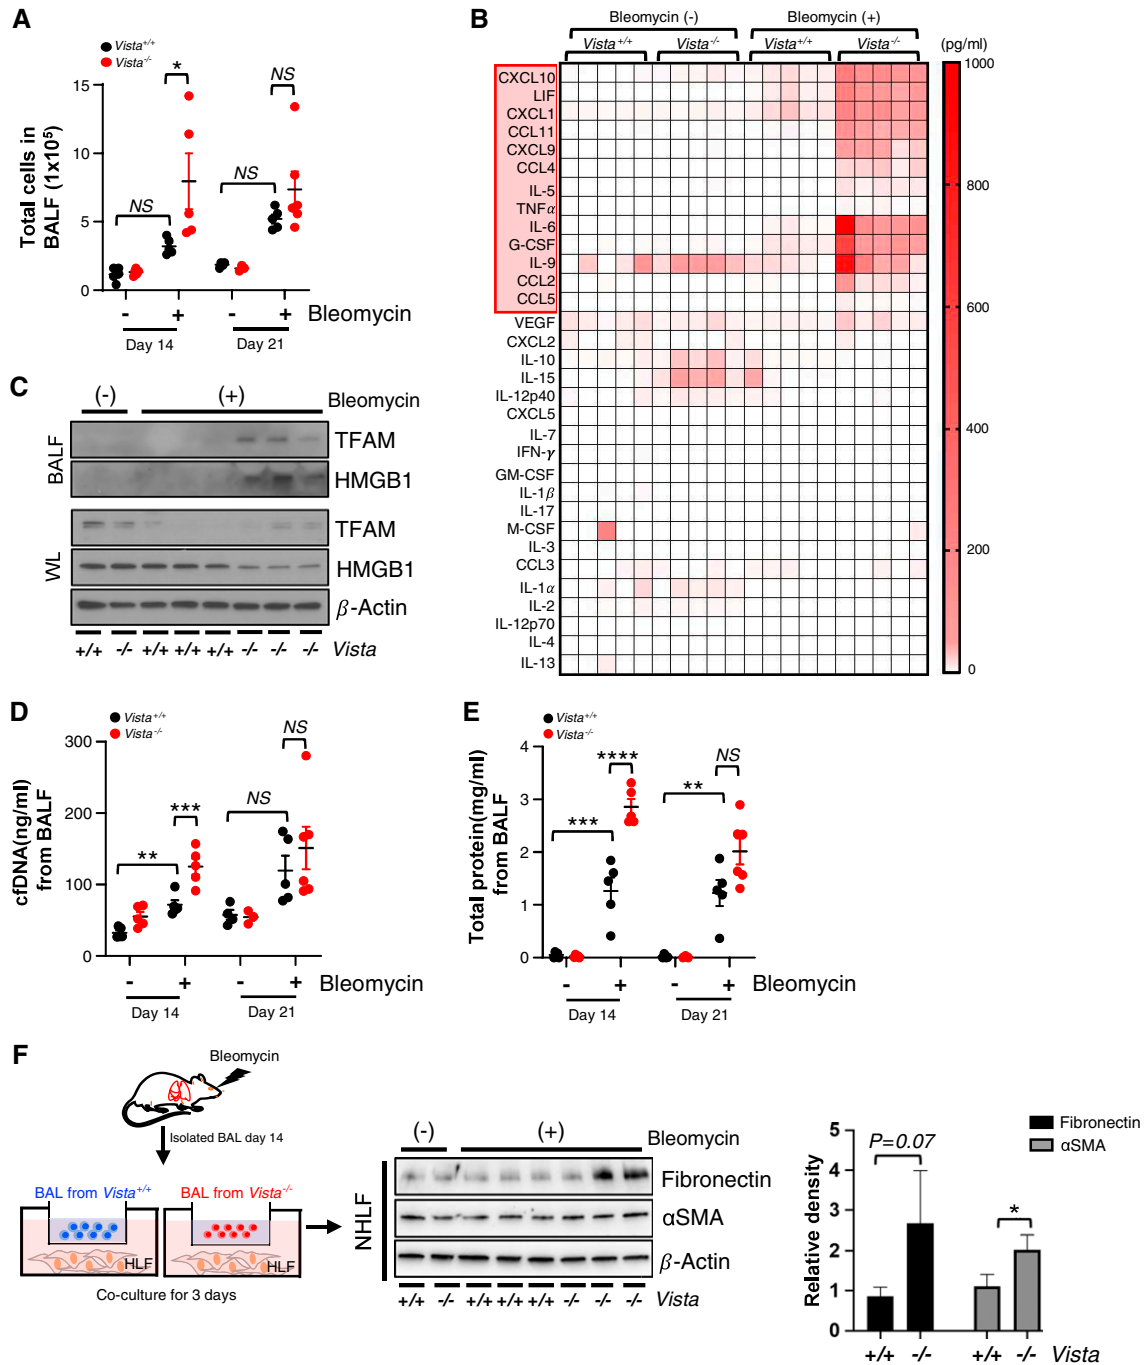 A
Vista+/+
Vista-/-
*
NS
NS
NS
15
10
5
0
Total cells in
BALF (1x10⁵)
- + - + Bleomycin
Day 14 Day 21
B
Bleomycin (-) Bleomycin (+)
Vista+/+ Vista-/- Vista+/+ Vista-/-
(pg/ml)
CXCL10
LIF
CXCL1
CCL11
CXCL9
CCL4
IL-5
TNFα
IL-6
G-CSF
IL-9
CCL2
CCL5
VEGF
CXCL2
IL-10
IL-15
IL-12p40
CXCL5
IL-7
IFN-γ
GM-CSF
IL-1β
IL-17
M-CSF
IL-3
CCL3
IL-1α
IL-2
IL-12p70
IL-4
IL-13
1000
800
600
400
200
0
C
(-) (+) Bleomycin
BALF
TFAM
HMGB1
WL
TFAM
HMGB1
β-Actin
+/+ -/- +/+ +/+ +/+ -/- -/- -/- Vista
D
Vista+/+
Vista-/-
NS
***
NS
**
300
200
100
0
cfDNA(ng/ml)
from BALF
- + - + Bleomycin
Day 14 Day 21
E
Vista+/+
Vista-/-
****
NS
**
***
4
3
2
1
0
Total protein(mg/ml)
from BALF
- + - + Bleomycin
Day 14 Day 21
F
Bleomycin
Isolated BAL day 14
BAL from Vista+/+ BAL from Vista-/-
HLF HLF
Co-culture for 3 days
(-) (+) Bleomycin
NHLF
Fibronectin
αSMA
β-Actin
+/+ -/- +/+ +/+ +/+ -/- -/- -/- Vista
Fibronectin
αSMA
P=0.07
*
5
4
3
2
1
0
Relative density
+/+ -/- +/+ -/- Vista